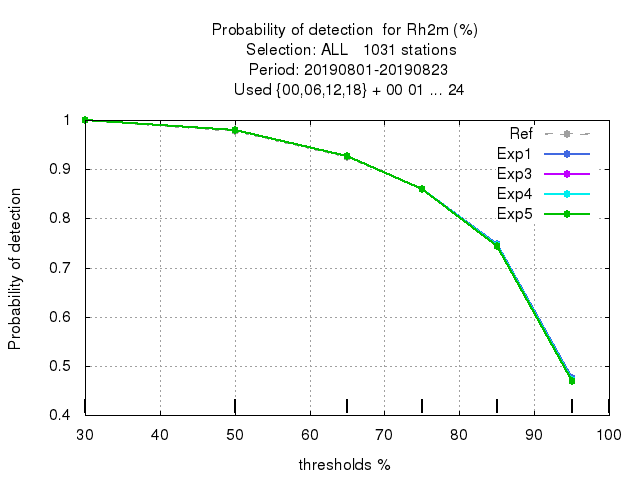 Probability of detection  for Rh2m (%)
Selection: ALL   1031 stations
Period: 20190801-20190823
Used {00,06,12,18} + 00 01 ... 24
Ref
Exp1
Exp3
Exp4
Exp5
1
0.9
0.8
0.7
0.6
0.5
0.4
Probability of detection
30 40 50 60 70 80 90 100
thresholds %